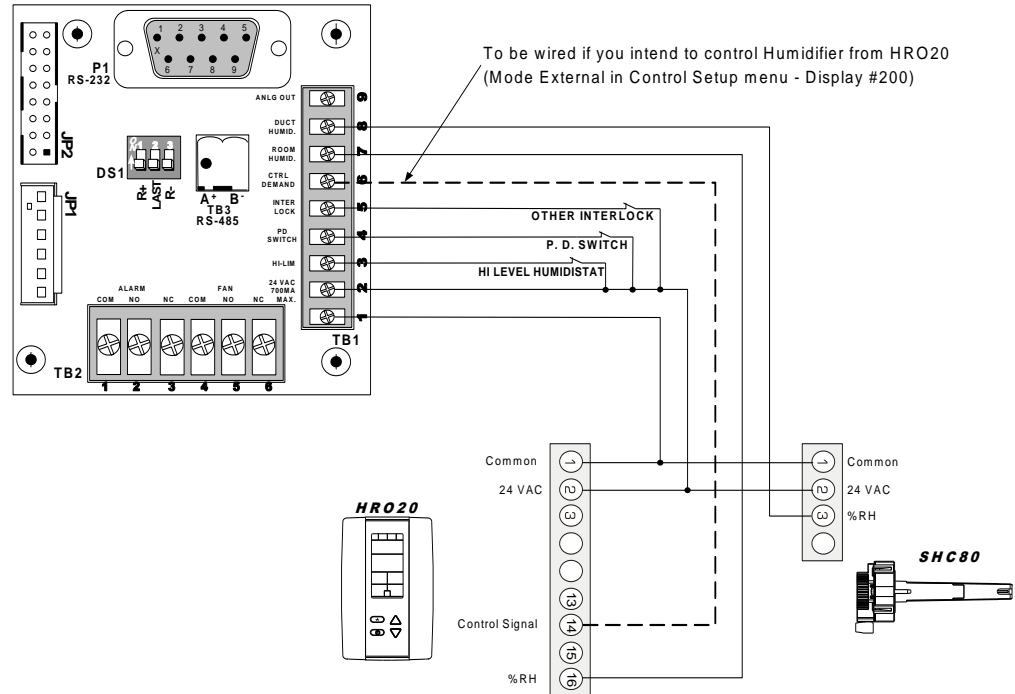 1 2 3 4 5
X
6 7 8 9
P1
RS-232
JP2
JP1
DS1
1 2 3
R+
LAST
R-
A+ B-
TB3
RS-485
ANLG OUT 9
DUCT HUMID. 8
ROOM HUMID. 7
CTRL DEMAND 6
INTER LOCK 5
PD SWITCH 4
HI-LIM 3
24 VAC 700MA MAX. 2
1
TB1
ALARM FAN
COM NO NC COM NO NC
TB2
1 2 3 4 5 6
To be wired if you intend to control Humidifier from HRO20
(Mode External in Control Setup menu - Display #200)
OTHER INTERLOCK
P. D. SWITCH
HI LEVEL HUMIDISTAT
HRO20
Common 1
24 VAC 2
3
13
Control Signal 14
15
%RH 16
1 Common
2 24 VAC
3 %RH
SHC80